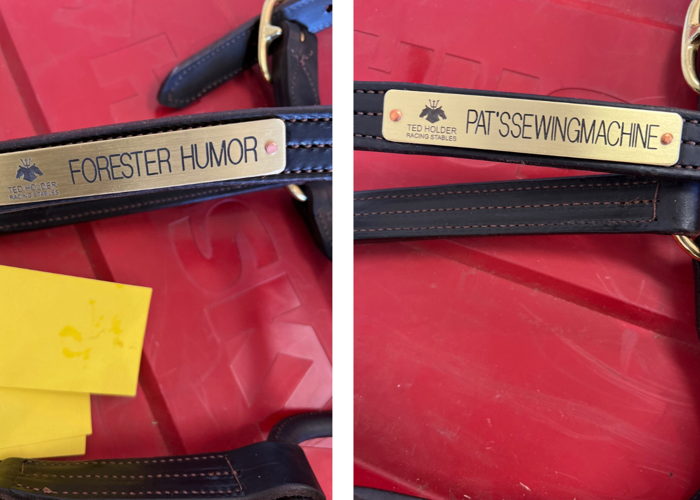 FORESTER HUMOR
TED HOLDER
RACING STABLES
PAT'SSEWINGMACHINE
TED HOLDER
RACING STABLES